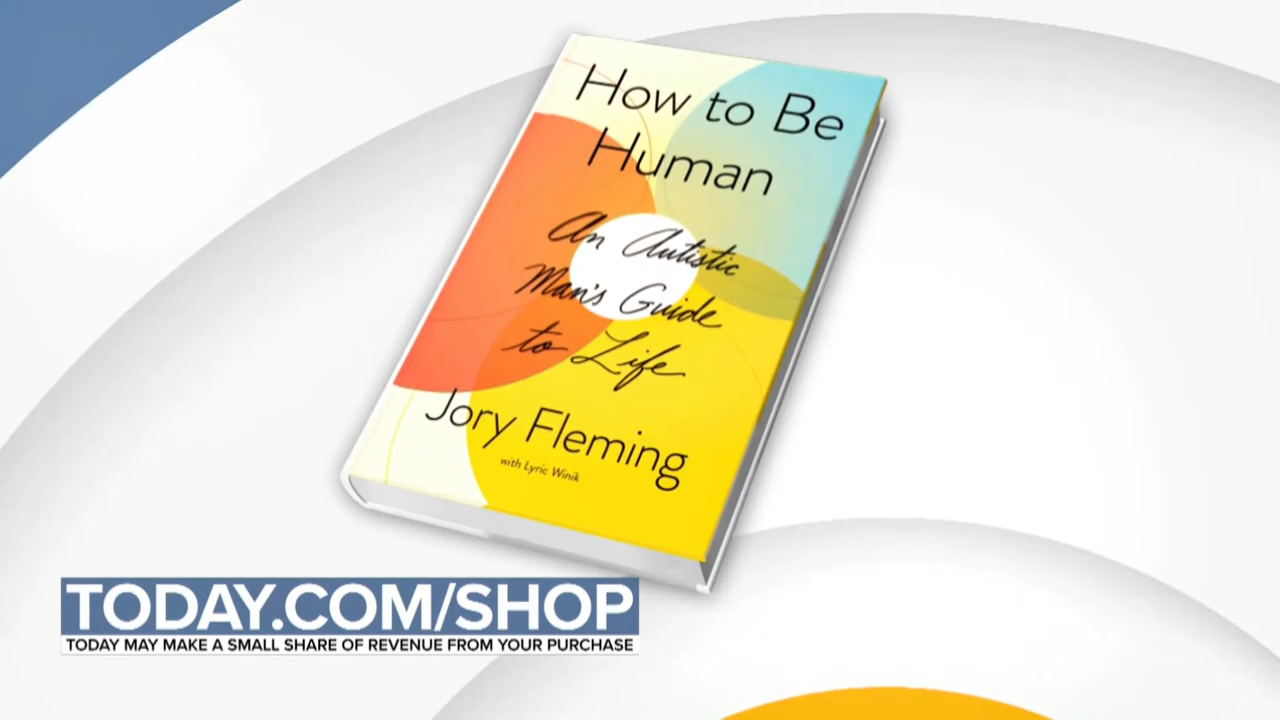 How to Be
Human
An Autistic
Man's Guide
to Life
Jory Fleming
with Lyric Winik
TODAY.COM/SHOP
TODAY MAY MAKE A SMALL SHARE OF REVENUE FROM YOUR PURCHASE